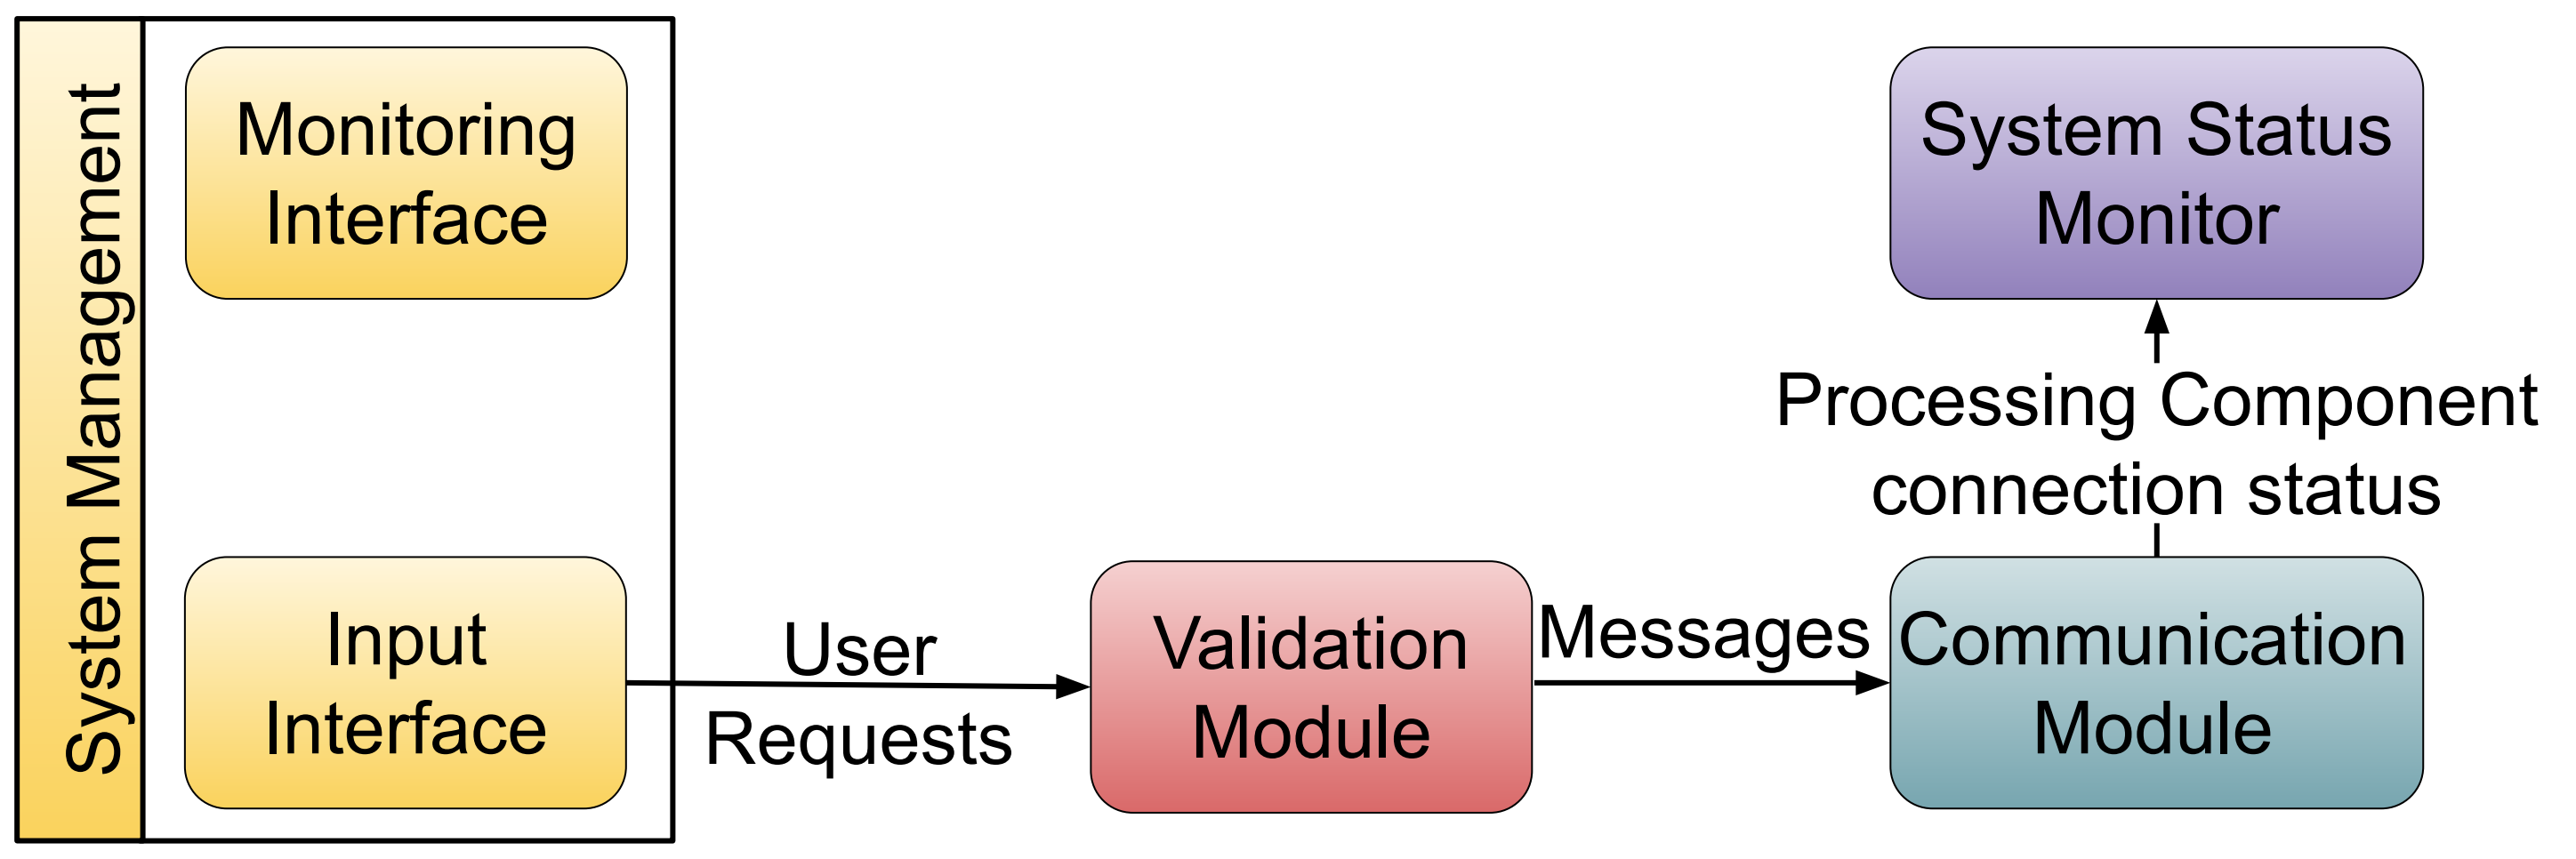 System Management
Monitoring
Interface
Input
Interface
User
Requests
Validation
Module
Messages
Communication
Module
Processing Component
connection status
System Status
Monitor